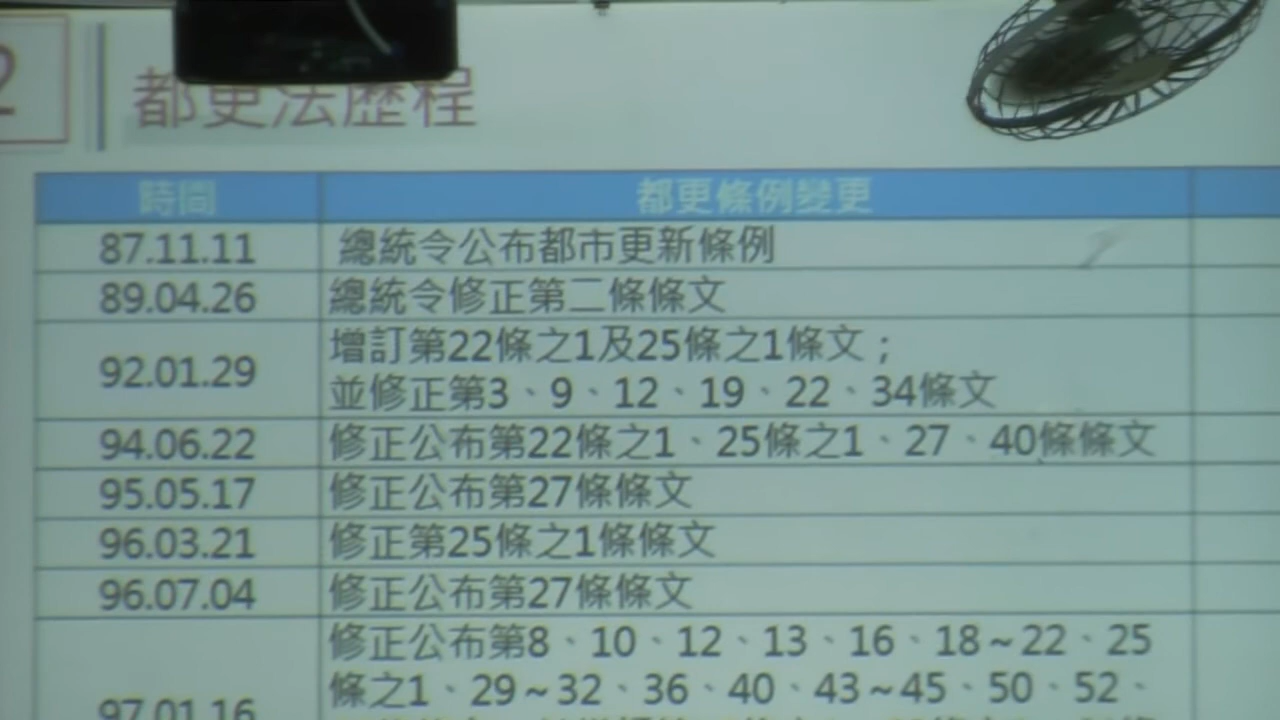 2
都更法歷程
時間 都更條例變更
87.11.11 總統令公布都市更新條例
89.04.26 總統令修正第二條條文
92.01.29 增訂第22條之1及25條之1條文；
並修正第3、9、12、19、22、34條文
94.06.22 修正公布第22條之1、25條之1、27、40條條文
95.05.17 修正公布第27條條文
96.03.21 修正第25條之1條條文
96.07.04 修正公布第27條條文
97.01.16 修正公布第8、10、12、13、16、18~22、25
條之1、29~32、36、40、43~45、50、52、